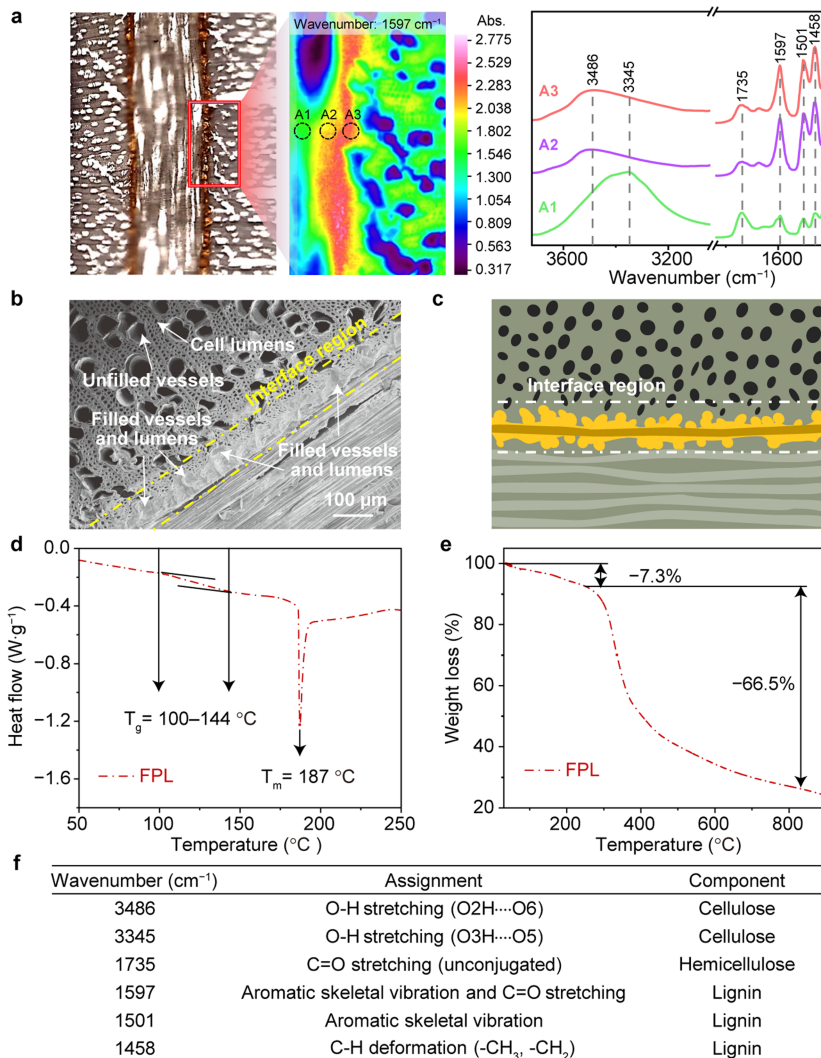 a
Wavenumber: 1597 cm⁻¹
A1 A2 A3
Abs.
2.775
2.529
2.283
2.038
1.792
1.546
1.300
1.054
0.809
0.563
0.317
3486
3345
1735
1597
1501
1458
A3
A2
A1
3600 3200 1600
Wavenumber (cm⁻¹)
b
Cell lumens
Unfilled vessels
Interface region
Filled vessels
and lumens
Filled vessels
and lumens
100 μm
c
Interface region
d
0.0
−0.4
−0.8
−1.2
−1.6
Heat flow (W·g⁻¹)
Tg= 100–144 °C
Tm= 187 °C
FPL
50 100 150 200 250
Temperature (°C )
e
100
80
60
40
20
Weight loss (%)
−7.3%
−66.5%
FPL
200 400 600 800
Temperature (°C)
f
Wavenumber (cm⁻¹) Assignment Component
3486 O-H stretching (O2H····O6) Cellulose
3345 O-H stretching (O3H····O5) Cellulose
1735 C=O stretching (unconjugated) Hemicellulose
1597 Aromatic skeletal vibration and C=O stretching Lignin
1501 Aromatic skeletal vibration Lignin
1458 C-H deformation (-CH₃, -CH₂) Lignin